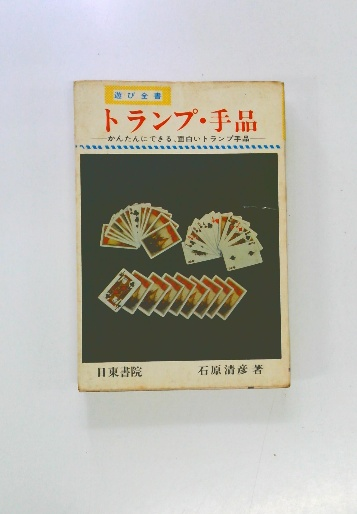 遊び全書
トランプ・手品
―かんたんにできる、面白いトランプ手品―
日東書院
石原清彦著